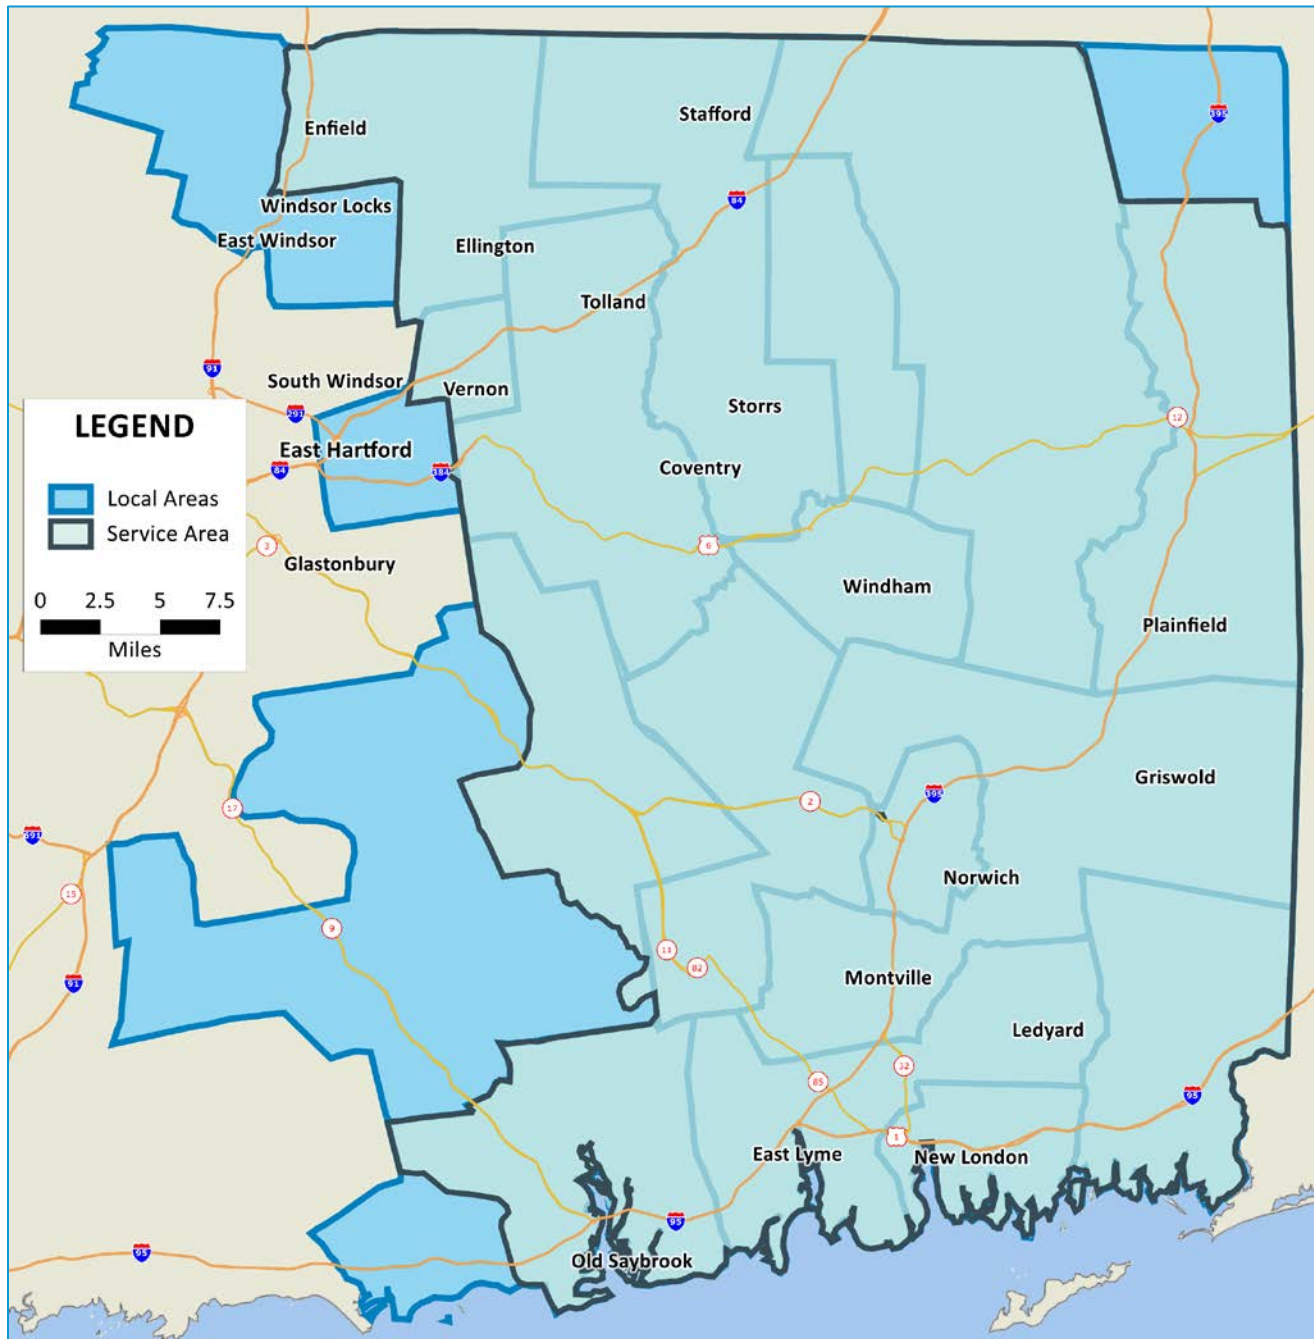 Stafford
395
Enfield
84
Windsor Locks
East Windsor
Ellington
Tolland
91
South Windsor
Vernon
291
Storrs
12
LEGEND
East Hartford
84
384
Coventry
Local Areas
Service Area
3
6
Glastonbury
Windham
0 2.5 5 7.5
Miles
Plainfield
Griswold
395
2
17
691
15
Norwich
9
11
82
91
Montville
Ledyard
32
85
95
1
East Lyme
New London
95
95
Old Saybrook